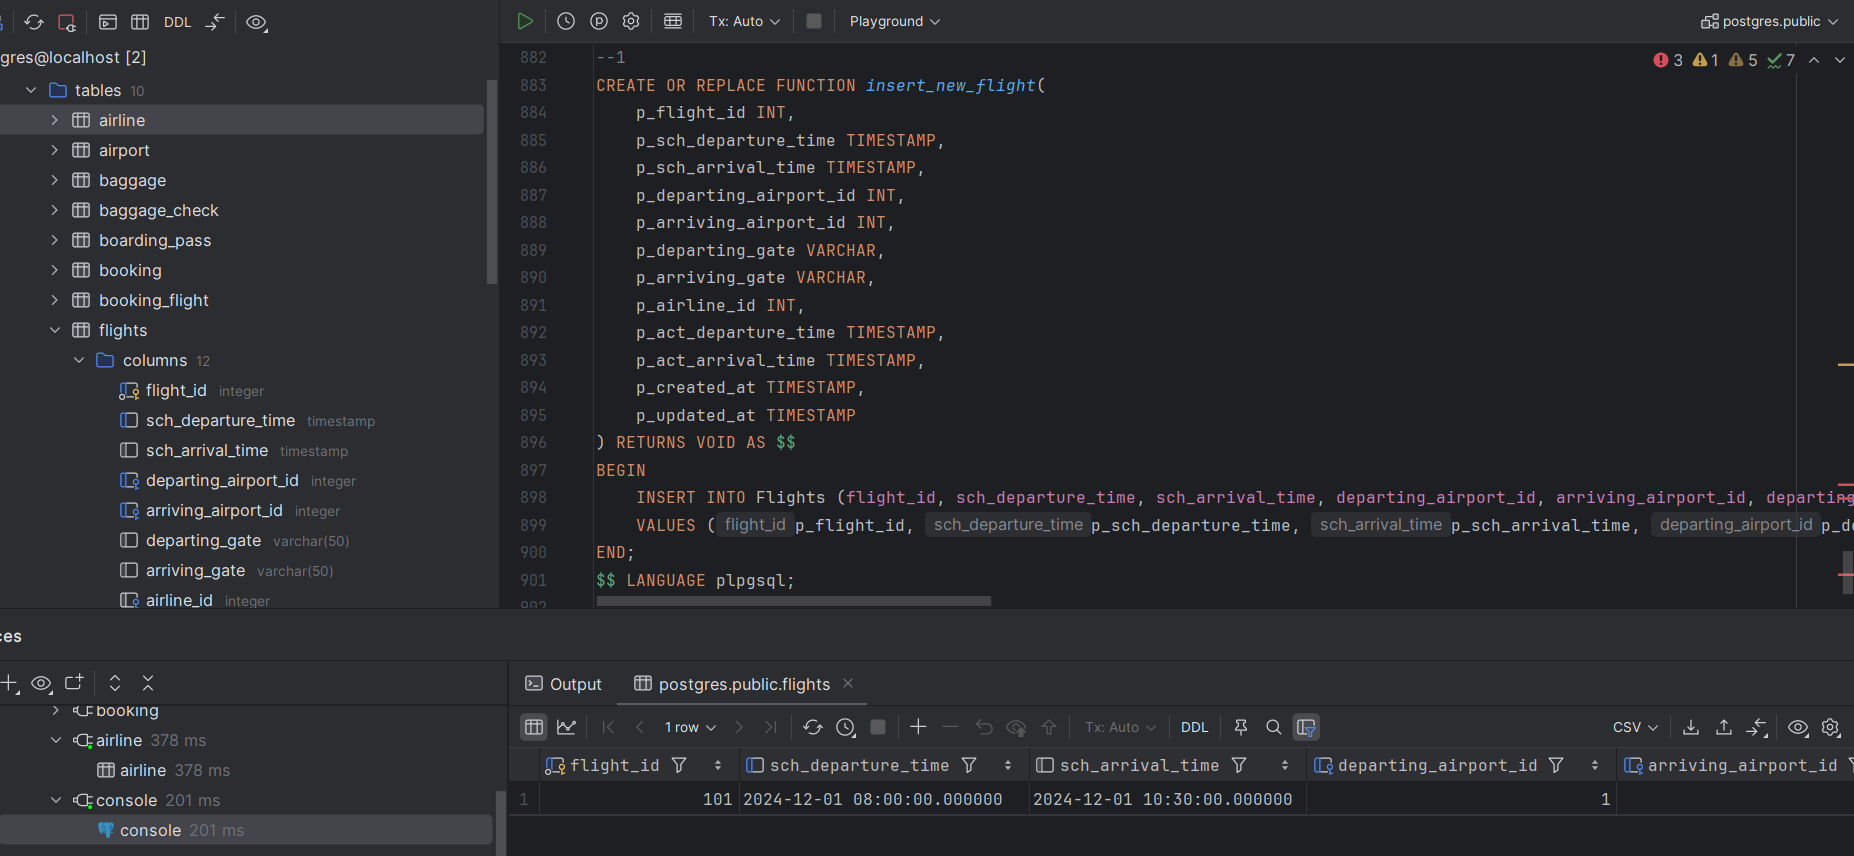 DDL
Tx: Auto
Playground
postgres.public
gres@localhost [2]
tables 10
airline
airport
baggage
baggage_check
boarding_pass
booking
booking_flight
flights
columns 12
flight_id integer
sch_departure_time timestamp
sch_arrival_time timestamp
departing_airport_id integer
arriving_airport_id integer
departing_gate varchar(50)
arriving_gate varchar(50)
airline_id integer
3 1 5 7
882 --1
883 CREATE OR REPLACE FUNCTION insert_new_flight(
884 p_flight_id INT,
885 p_sch_departure_time TIMESTAMP,
886 p_sch_arrival_time TIMESTAMP,
887 p_departing_airport_id INT,
888 p_arriving_airport_id INT,
889 p_departing_gate VARCHAR,
890 p_arriving_gate VARCHAR,
891 p_airline_id INT,
892 p_act_departure_time TIMESTAMP,
893 p_act_arrival_time TIMESTAMP,
894 p_created_at TIMESTAMP,
895 p_updated_at TIMESTAMP
896 ) RETURNS VOID AS $$
897 BEGIN
898 INSERT INTO Flights (flight_id, sch_departure_time, sch_arrival_time, departing_airport_id, arriving_airport_id, departing
899 VALUES ( flight_id p_flight_id, sch_departure_time p_sch_departure_time, sch_arrival_time p_sch_arrival_time, departing_airport_id p_de
900 END;
901 $$ LANGUAGE plpgsql;
902
ces
booking
airline 378 ms
airline 378 ms
console 201 ms
console 201 ms
Output
postgres.public.flights
1 row
Tx: Auto
DDL
CSV
flight_id sch_departure_time sch_arrival_time departing_airport_id arriving_airport_id
1 101 2024-12-01 08:00:00.000000 2024-12-01 10:30:00.000000 1